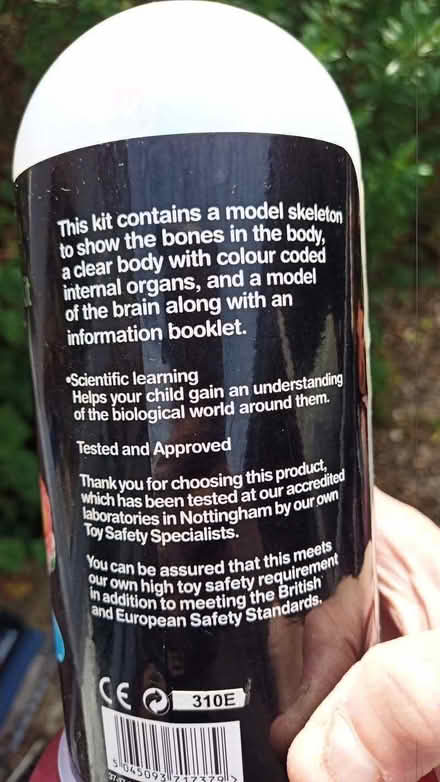 This kit contains a model skeleton
to show the bones in the body,
a clear body with colour coded
internal organs, and a model
of the brain along with an
information booklet.
•Scientific learning
Helps your child gain an understanding
of the biological world around them.
Tested and Approved
Thank you for choosing this product,
which has been tested at our accredited
laboratories in Nottingham by our own
Toy Safety Specialists.
You can be assured that this meets
our own high toy safety requirement
in addition to meeting the British
and European Safety Standards.
CE 310E
5 045093 717379 >